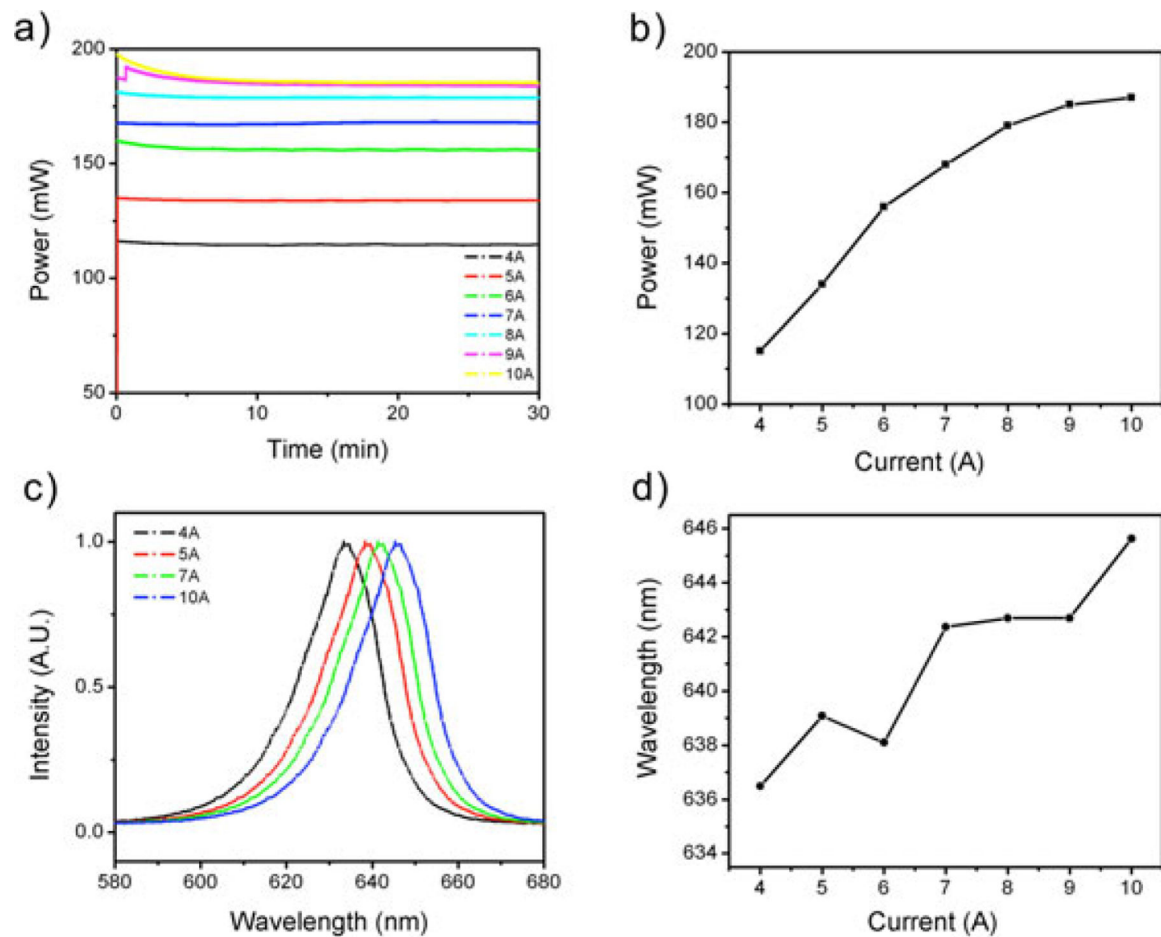 a)
200
150
100
50
Power (mW)
0
10
20
30
Time (min)
4A
5A
6A
7A
8A
9A
10A
b)
200
180
160
140
120
100
Power (mW)
4
5
6
7
8
9
10
Current (A)
c)
1.0
0.5
0.0
Intensity (A.U.)
4A
5A
7A
10A
580
600
620
640
660
680
Wavelength (nm)
d)
646
644
642
640
638
636
634
Wavelength (nm)
4
5
6
7
8
9
10
Current (A)